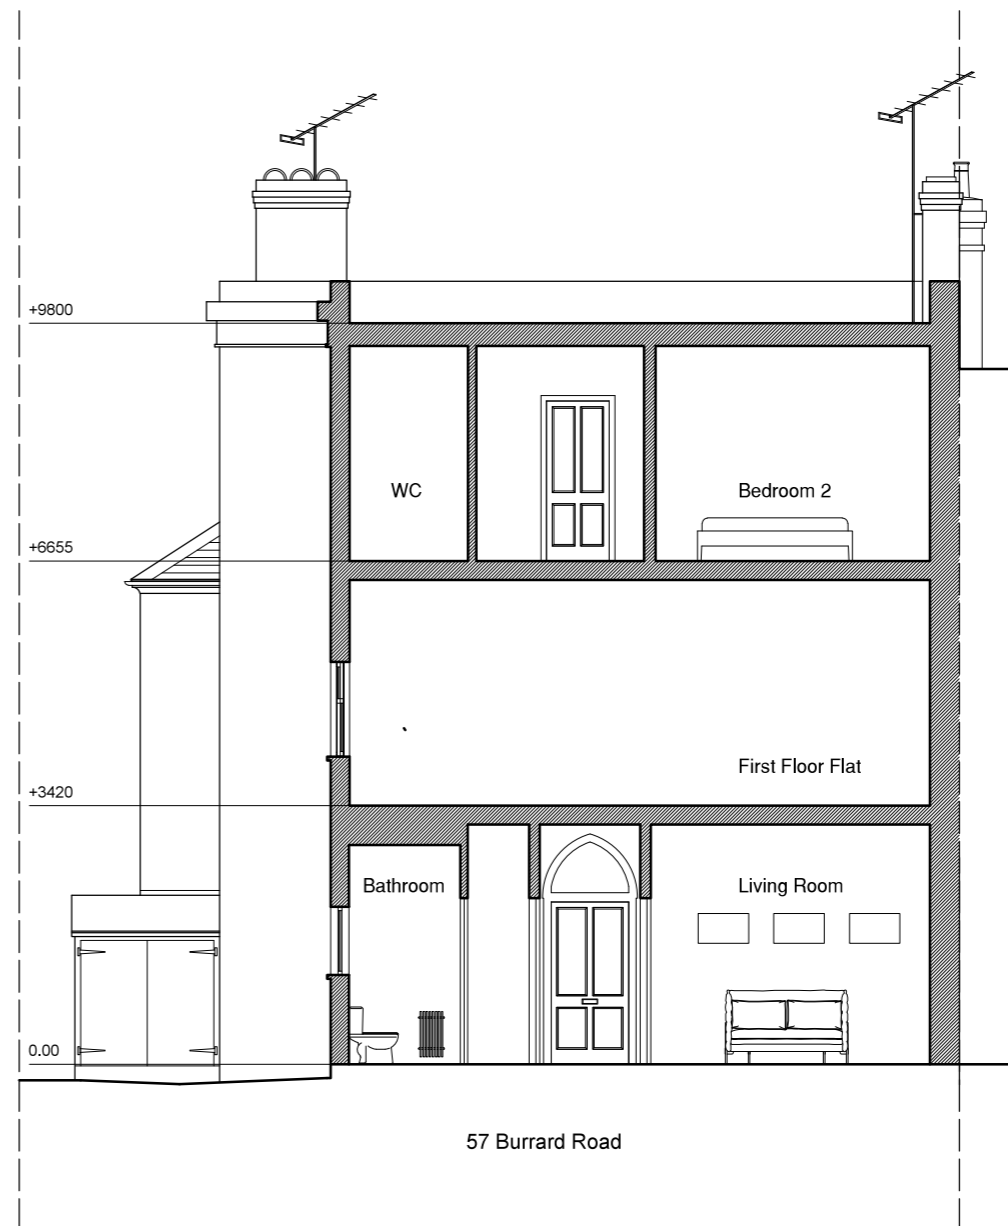 +9800
WC
Bedroom 2
+6655
First Floor Flat
+3420
Bathroom
Living Room
0.00
57 Burrard Road